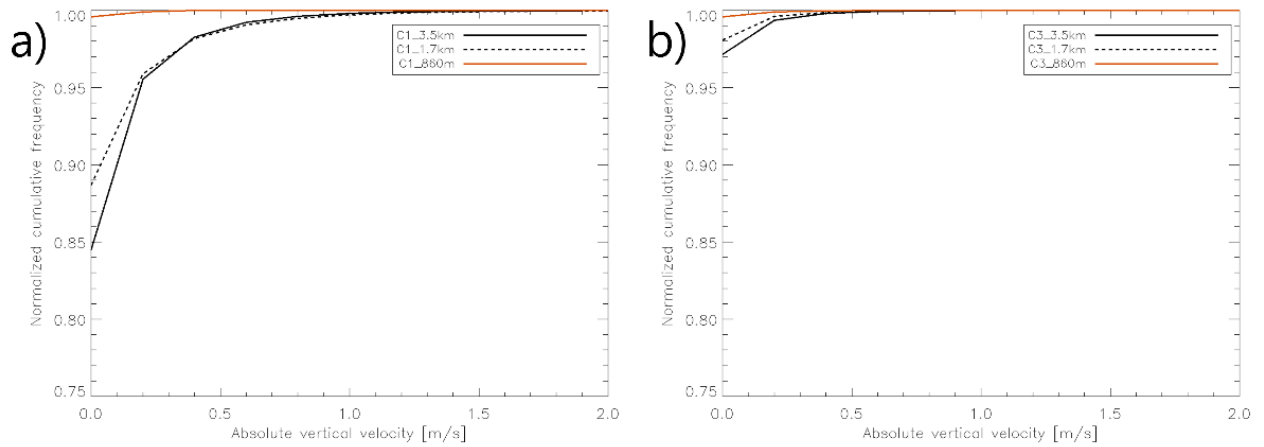 a)
Normalized cumulative frequency
1.00
0.95
0.90
0.85
0.80
0.75
C1_3.5km
C1_1.7km
C1_860m
0.0
0.5
1.0
1.5
2.0
Absolute vertical velocity [m/s]
b)
Normalized cumulative frequency
1.00
0.95
0.90
0.85
0.80
0.75
C3_3.5km
C3_1.7km
C3_860m
0.0
0.5
1.0
1.5
2.0
Absolute vertical velocity [m/s]